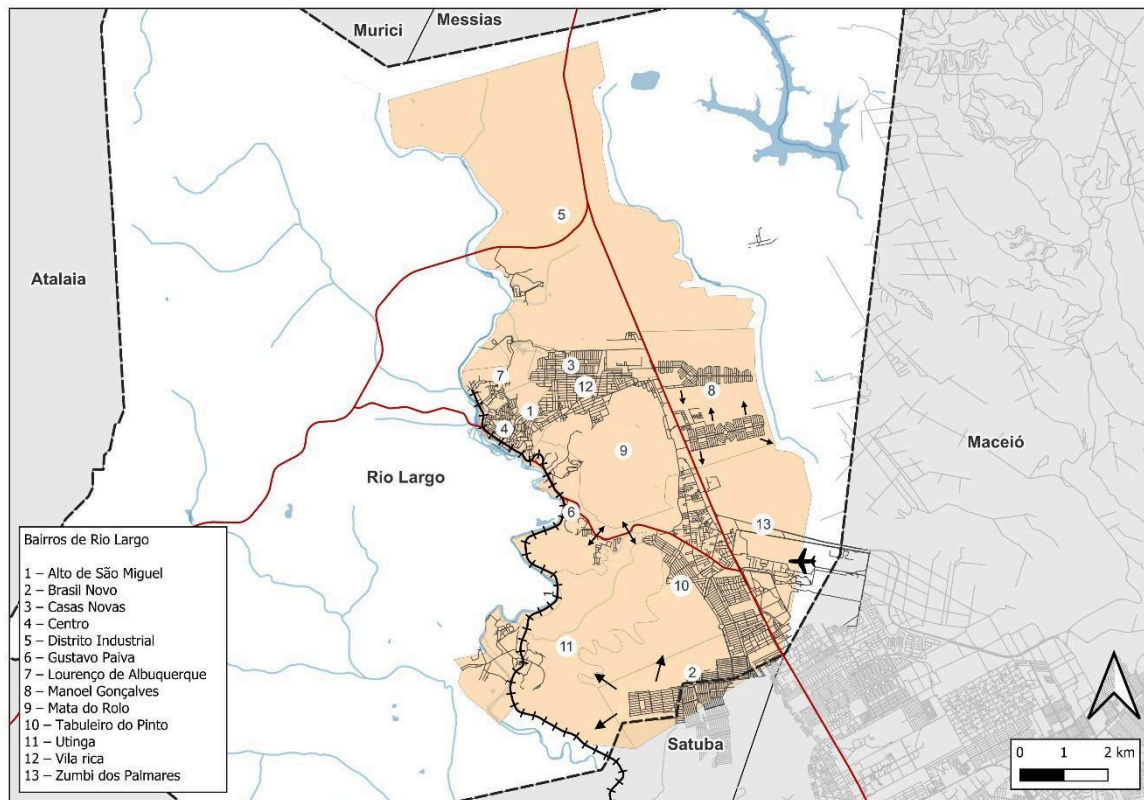 Murici
Messias
Atalaia
5
3
7
12
8
1
4
9
Maceió
Rio Largo
6
13
10
11
2
Satuba
Bairros de Rio Largo
1 – Alto de São Miguel
2 – Brasil Novo
3 – Casas Novas
4 – Centro
5 – Distrito Industrial
6 – Gustavo Paiva
7 – Lourenço de Albuquerque
8 – Manoel Gonçalves
9 – Mata do Rolo
10 – Tabuleiro do Pinto
11 – Utinga
12 – Vila rica
13 – Zumbi dos Palmares
0 1 2 km